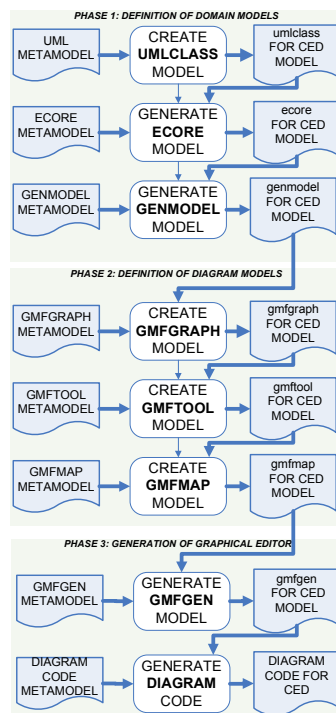 PHASE 1: DEFINITION OF DOMAIN MODELS
UML
METAMODEL
CREATE
UMLCLASS
MODEL
umlclass
FOR CED
MODEL
ECORE
METAMODEL
GENERATE
ECORE
MODEL
ecore
FOR CED
MODEL
GENMODEL
METAMODEL
GENERATE
GENMODEL
MODEL
genmodel
FOR CED
MODEL
PHASE 2: DEFINITION OF DIAGRAM MODELS
GMFGRAPH
METAMODEL
CREATE
GMFGRAPH
MODEL
gmfgraph
FOR CED
MODEL
GMFTOOL
METAMODEL
CREATE
GMFTOOL
MODEL
gmftool
FOR CED
MODEL
GMFMAP
METAMODEL
CREATE
GMFMAP
MODEL
gmfmap
FOR CED
MODEL
PHASE 3: GENERATION OF GRAPHICAL EDITOR
GMFGEN
METAMODEL
GENERATE
GMFGEN
MODEL
gmfgen
FOR CED
MODEL
DIAGRAM
CODE
METAMODEL
GENERATE
DIAGRAM
CODE
DIAGRAM
CODE FOR
CED